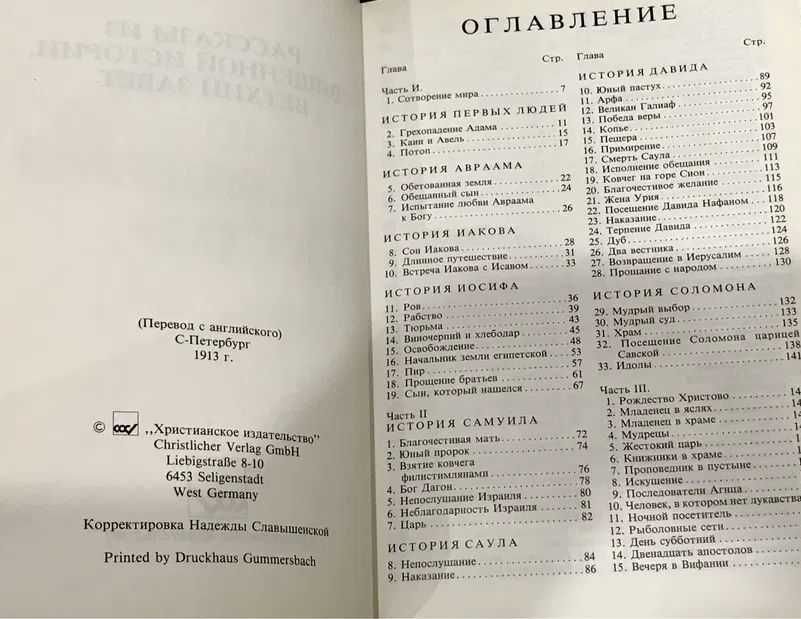 (Перевод с английского)
С-Петербург
1913 г.
© ,,Христианское издательство"
Christlicher Verlag GmbH
Liebigstraße 8-10
6453 Seligenstadt
West Germany
Корректировка Надежды Славышенской
Printed by Druckhaus Gummersbach
ОГЛАВЛЕНИЕ
Глава Стр.
Часть И.
1. Сотворение мира 7
ИСТОРИЯ ПЕРВЫХ ЛЮДЕЙ
2. Грехопадение Адама 11
3. Каин и Авель 15
4. Потоп 17
ИСТОРИЯ АВРААМА
5. Обетованная земля 22
6. Обещанный сын 24
7. Испытание любви Авраама
к Богу 26
ИСТОРИЯ ИАКОВА
8. Сон Иакова 28
9. Длинное путешествие 31
10. Встреча Иакова с Исавом 33
ИСТОРИЯ ИОСИФА
11. Ров 36
12. Рабство 39
13. Тюрьма 43
14. Виночерпий и хлебодар 45
15. Освобождение 48
16. Начальник земли египетской 53
17. Пир 57
18. Прощение братьев 61
19. Сын, который нашелся 67
Часть II
ИСТОРИЯ САМУИЛА
1. Благочестивая мать 72
2. Юный пророк 74
3. Взятие ковчега
филистимлянами 76
4. Бог Дагон 78
5. Непослушание Израиля 80
6. Неблагодарность Израиля 81
7. Царь 82
ИСТОРИЯ САУЛА
8. Непослушание 84
9. Наказание 86
Глава Стр.
ИСТОРИЯ ДАВИДА
10. Юный пастух 89
11. Арфа 92
12. Великан Галиаф 95
13. Победа веры 97
14. Копье 101
15. Пещера 103
16. Примирение 107
17. Смерть Саула 109
18. Исполнение обещания 111
19. Ковчег на горе Сион 113
20. Благочестивое желание 115
21. Жена Урия 116
22. Посещение Давида Нафаном 118
23. Наказание 120
24. Терпение Давида 122
25. Дуб 124
26. Два вестника 126
27. Возвращение в Иерусалим 128
28. Прощание с народом 130
ИСТОРИЯ СОЛОМОНА
29. Мудрый выбор 132
30. Мудрый суд 133
31. Храм 135
32. Посещение Соломона царицей
Савской 138
33. Идолы 141
Часть III.
1. Рождество Христово
2. Младенец в яслях
3. Младенец в храме
4. Мудрецы
5. Жестокий царь
6. Книжники в храме
7. Проповедник в пустыне
8. Искушение
9. Последователи Агнца
10. Человек, в котором нет лукавства
11. Ночной посетитель
12. Рыболовные сети
13. День субботний
14. Двенадцать апостолов
15. Вечеря в Вифании